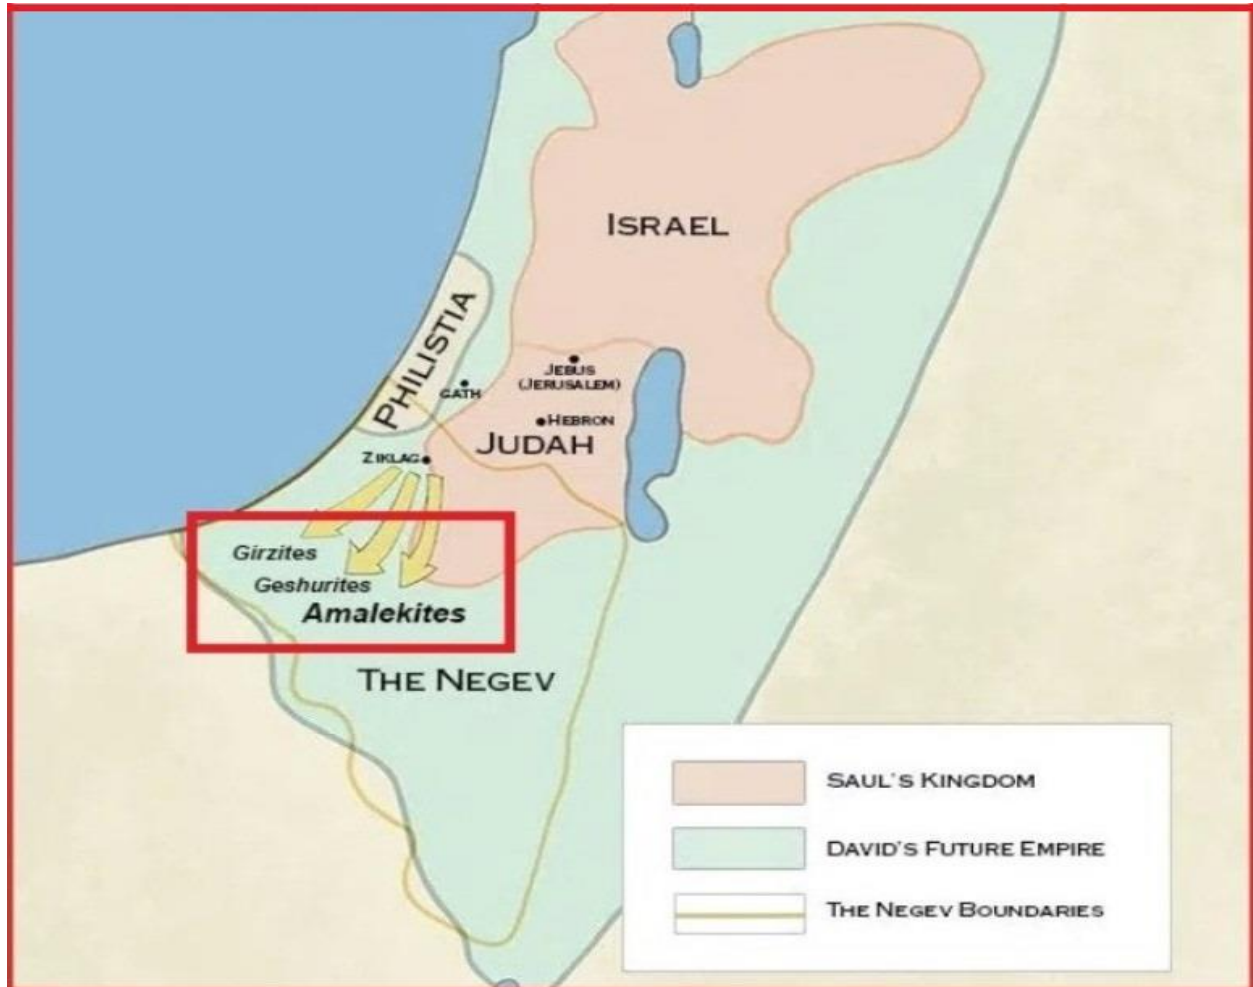 ISRAEL
PHILISTIA
JEBUS
(JERUSALEM)
GATH
HEBRON
JUDAH
ZIKLAG
Girzites
Geshurites
Amalekites
THE NEGEV
SAUL'S KINGDOM
DAVID'S FUTURE EMPIRE
THE NEGEV BOUNDARIES